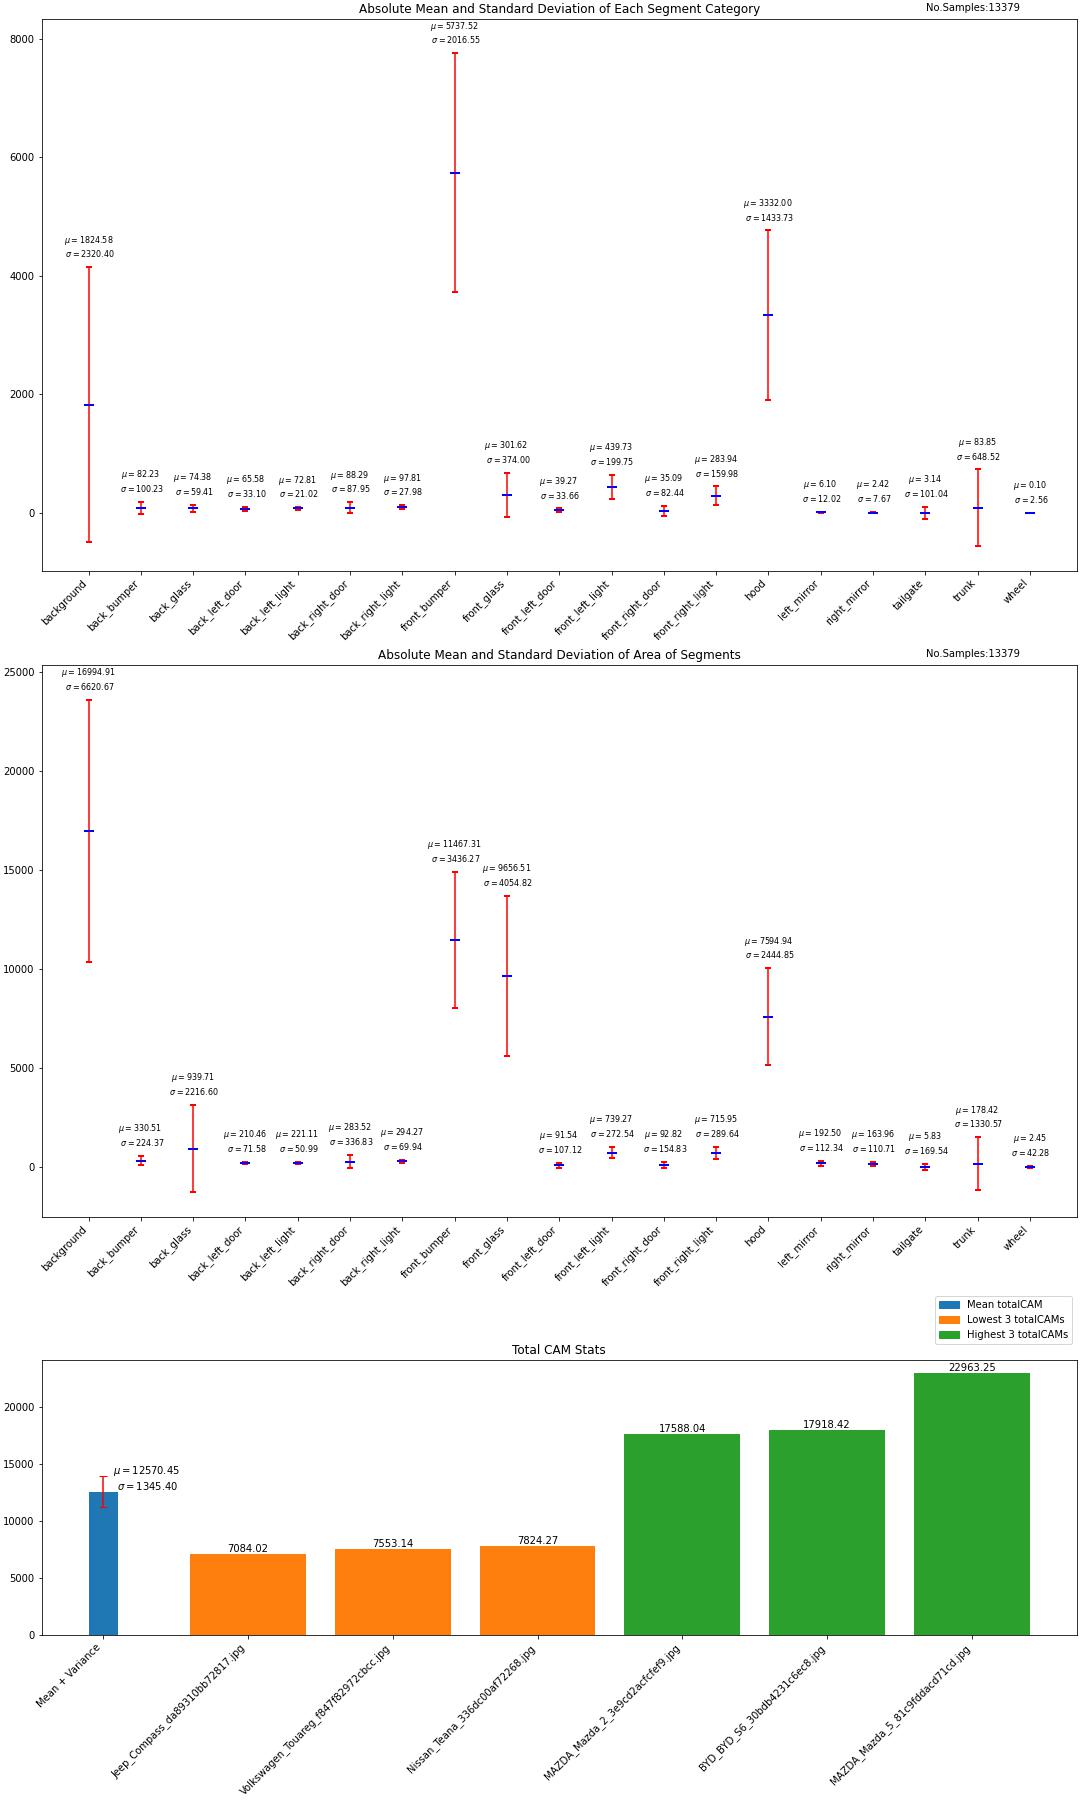 Absolute Mean and Standard Deviation of Each Segment Category
No.Samples:13379
8000
6000
4000
2000
0
μ = 1824.58
σ = 2320.40
μ = 82.23
σ = 100.23
μ = 74.38
σ = 59.41
μ = 65.58
σ = 33.10
μ = 72.81
σ = 21.02
μ = 88.29
σ = 87.95
μ = 97.81
σ = 27.98
μ = 5737.52
σ = 2016.55
μ = 301.62
σ = 374.00
μ = 39.27
σ = 33.66
μ = 439.73
σ = 199.75
μ = 35.09
σ = 82.44
μ = 283.94
σ = 159.98
μ = 3332.00
σ = 1433.73
μ = 6.10
σ = 12.02
μ = 2.42
σ = 7.67
μ = 3.14
σ = 101.04
μ = 83.85
σ = 648.52
μ = 0.10
σ = 2.56
background
back_bumper
back_glass
back_left_door
back_left_light
back_right_door
back_right_light
front_bumper
front_glass
front_left_door
front_left_light
front_right_door
front_right_light
hood
left_mirror
right_mirror
tailgate
trunk
wheel
Absolute Mean and Standard Deviation of Area of Segments
No.Samples:13379
25000
20000
15000
10000
5000
0
μ = 16994.91
σ = 6620.67
μ = 330.51
σ = 224.37
μ = 939.71
σ = 2216.60
μ = 210.46
σ = 71.58
μ = 221.11
σ = 50.99
μ = 283.52
σ = 336.83
μ = 294.27
σ = 69.94
μ = 11467.31
σ = 3436.27
μ = 9656.51
σ = 4054.82
μ = 91.54
σ = 107.12
μ = 739.27
σ = 272.54
μ = 92.82
σ = 154.83
μ = 715.95
σ = 289.64
μ = 7594.94
σ = 2444.85
μ = 192.50
σ = 112.34
μ = 163.96
σ = 110.71
μ = 5.83
σ = 169.54
μ = 178.42
σ = 1330.57
μ = 2.45
σ = 42.28
background
back_bumper
back_glass
back_left_door
back_left_light
back_right_door
back_right_light
front_bumper
front_glass
front_left_door
front_left_light
front_right_door
front_right_light
hood
left_mirror
right_mirror
tailgate
trunk
wheel
Mean totalCAM
Lowest 3 totalCAMs
Highest 3 totalCAMs
Total CAM Stats
20000
15000
10000
5000
0
μ = 12570.45
σ = 1345.40
7084.02
7553.14
7824.27
17588.04
17918.42
22963.25
Mean + Variance
Jeep_Compass_da89310bb72817.jpg
Volkswagen_Touareg_f847f82972cbcc.jpg
Nissan_Teana_336dc00af72268.jpg
MAZDA_Mazda_2_3e9cd2acfcfef9.jpg
BYD_BYD_S6_30bdb4231c6ec8.jpg
MAZDA_Mazda_5_81c9fddacd71cd.jpg